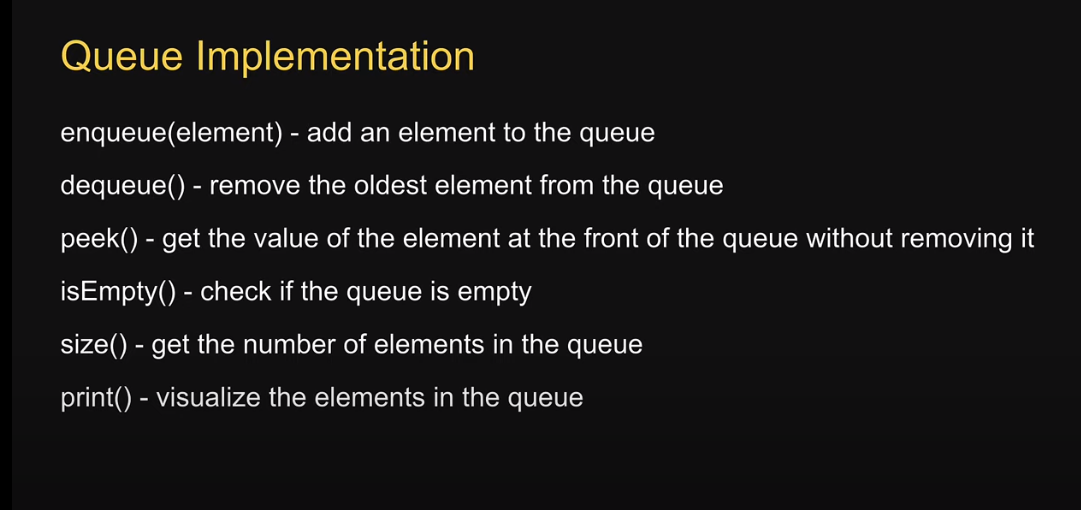 Queue Implementation
enqueue(element) - add an element to the queue
dequeue() - remove the oldest element from the queue
peek() - get the value of the element at the front of the queue without removing it
isEmpty() - check if the queue is empty
size() - get the number of elements in the queue
print() - visualize the elements in the queue